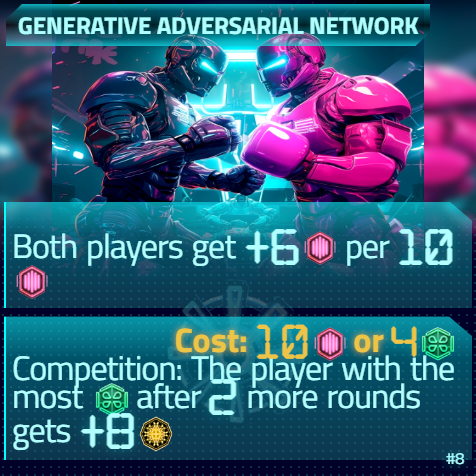 GENERATIVE ADVERSARIAL NETWORK
Both players get +6 per 10
Cost: 10 or 4
Competition: The player with the
most after 2 more rounds
gets +8
#8